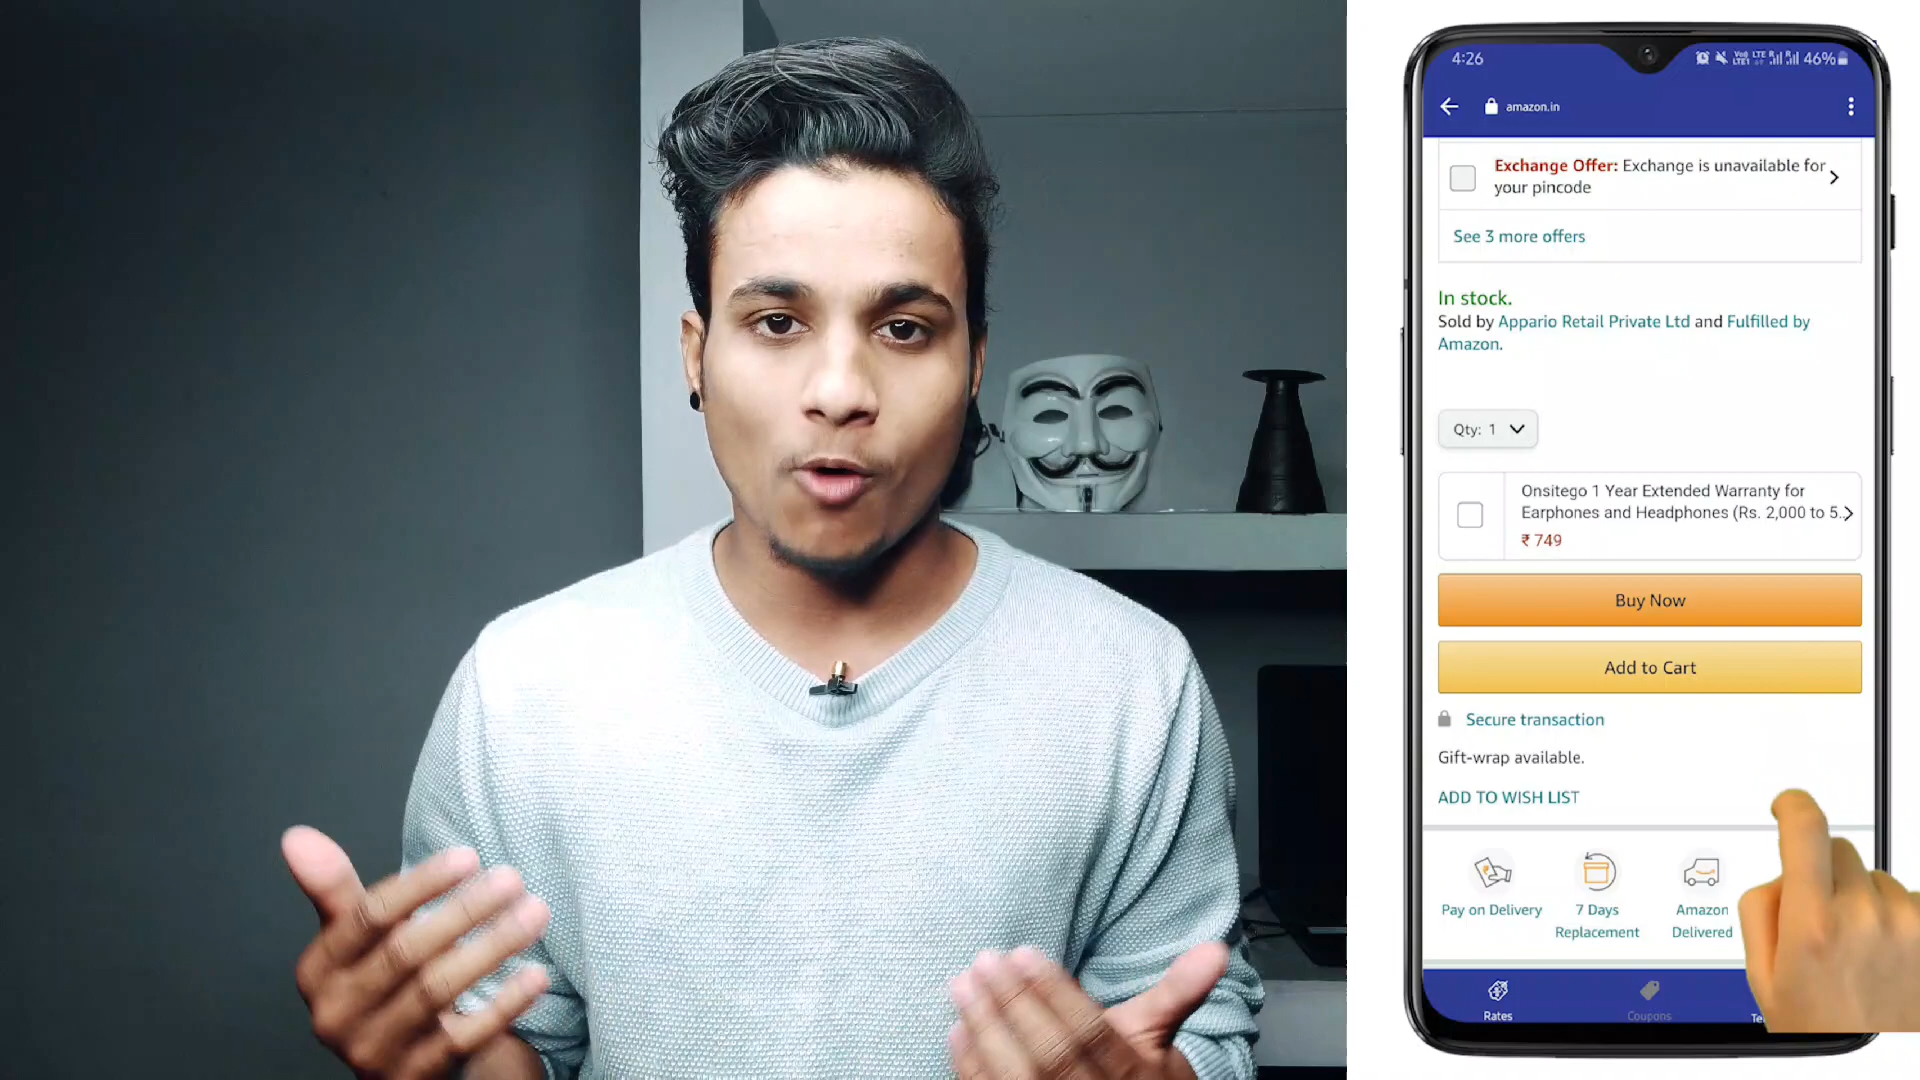 4:26
46%
amazon.in
Exchange Offer: Exchange is unavailable for
your pincode
See 3 more offers
In stock.
Sold by Appario Retail Private Ltd and Fulfilled by
Amazon.
Qty: 1
Onsitego 1 Year Extended Warranty for
Earphones and Headphones (Rs. 2,000 to 5..
₹ 749
Buy Now
Add to Cart
Secure transaction
Gift-wrap available.
ADD TO WISH LIST
Pay on Delivery
7 Days
Replacement
Amazon
Delivered
Rates
Coupons